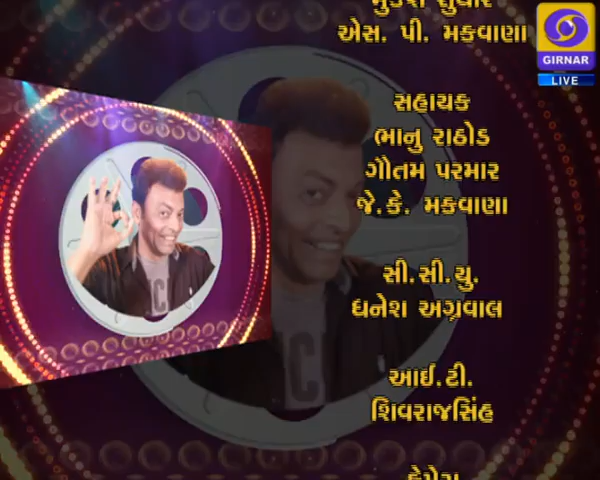 એસ. પી. મકવાણા
GIRNAR
LIVE
સહાયક
ભાનુ રાઠોડ
ગૌતમ પરમાર
જે.કે. મકવાણા
સી.સી.યુ.
ધનેશ અગ્રવાલ
આઈ.ટી.
શિવરાજસિંહ